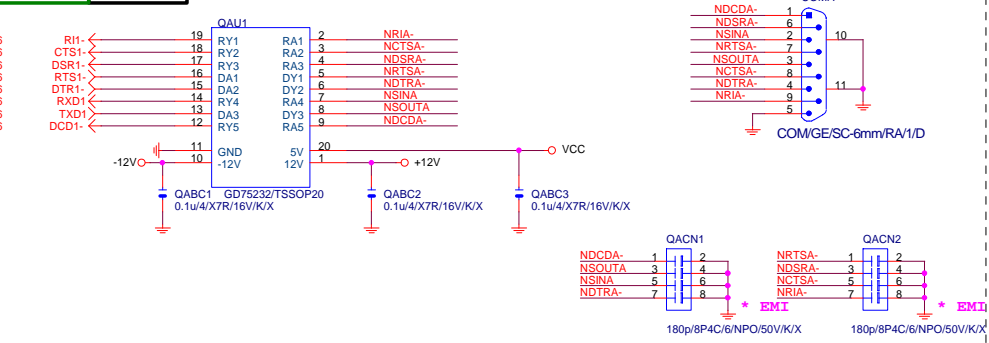 QAU1
RI1- 19 RY1 RA1 2 NRIA-
CTS1- 18 RY2 RA2 3 NCTSA-
DSR1- 17 RY3 RA3 4 NDSRA-
RTS1- 16 DA1 DY1 5 NRTSA-
DTR1- 15 DA2 DY2 6 NDTRA-
RXD1 14 RY4 RA4 7 NSINA
TXD1 13 DA3 DY3 8 NSOUTA
DCD1- 12 RY5 RA5 9 NDCDA-
11 GND 5V 20 VCC
-12V 10 -12V 12V 1 +12V
QABC1 GD75232/TSSOP20 QABC2 QABC3
0.1u/4/X7R/16V/K/X 0.1u/4/X7R/16V/K/X 0.1u/4/X7R/16V/K/X
NDCDA- 1
NDSRA- 6
NSINA 2 10
NRTSA- 7
NSOUTA 3
NCTSA- 8
NDTRA- 4 11
NRIA- 9
5
COM/GE/SC-6mm/RA/1/D
QACN1
NDCDA- 1 2
NSOUTA 3 4
NSINA 5 6
NDTRA- 7 8
* EMI
180p/8P4C/6/NPO/50V/K/X
QACN2
NRTSA- 1 2
NDSRA- 3 4
NCTSA- 5 6
NRIA- 7 8
* EMI
180p/8P4C/6/NPO/50V/K/X